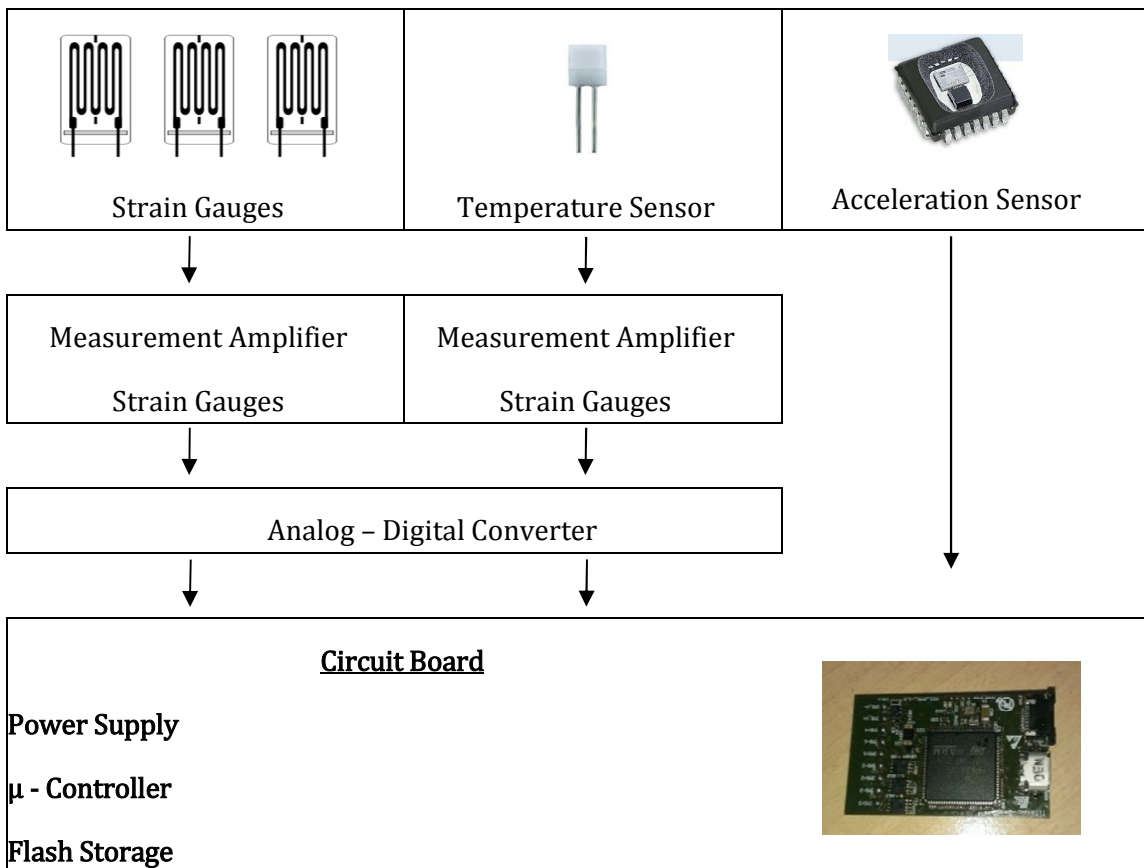 Strain Gauges
Temperature Sensor
Acceleration Sensor
Measurement Amplifier
Strain Gauges
Measurement Amplifier
Strain Gauges
Analog – Digital Converter
Circuit Board
Power Supply
µ - Controller
Flash Storage